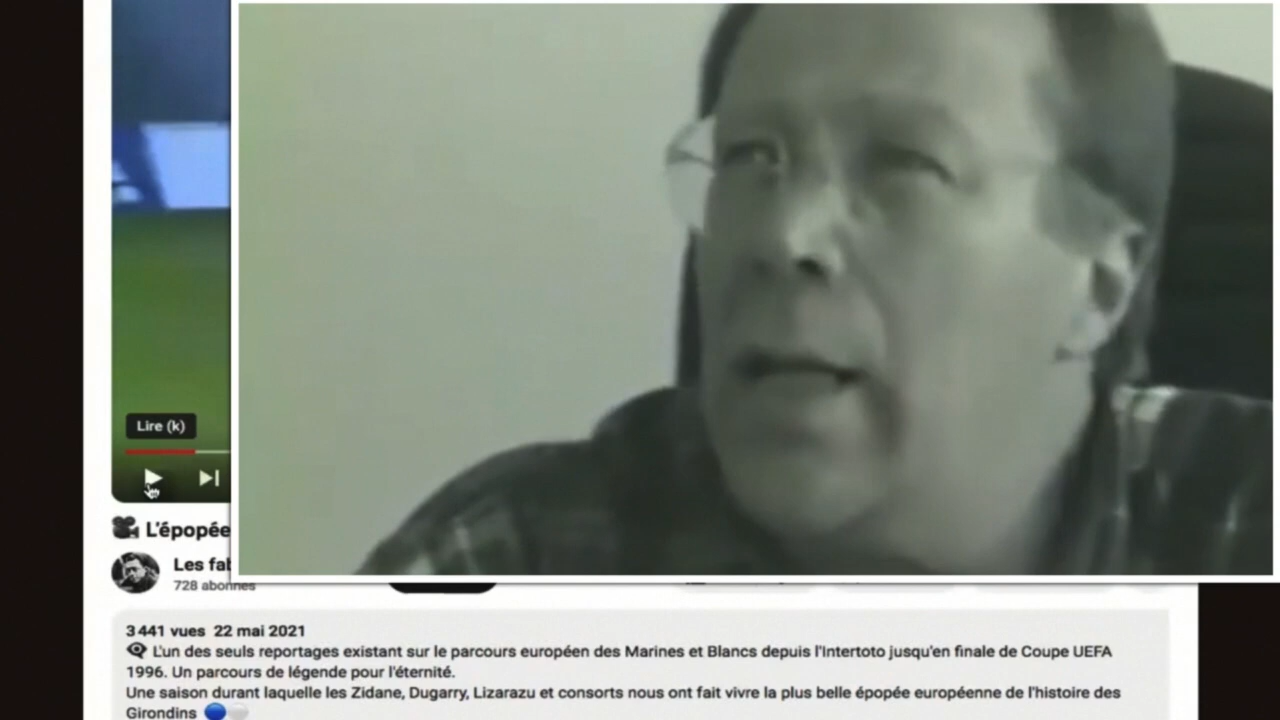 Lire (k)
L'épopée
Les fab
728 abonnés
3 441 vues 22 mai 2021
L'un des seuls reportages existant sur le parcours européen des Marines et Blancs depuis l'Intertoto jusqu'en finale de Coupe UEFA
1996. Un parcours de légende pour l'éternité.
Une saison durant laquelle les Zidane, Dugarry, Lizarazu et consorts nous ont fait vivre la plus belle épopée européenne de l'histoire des
Girondins